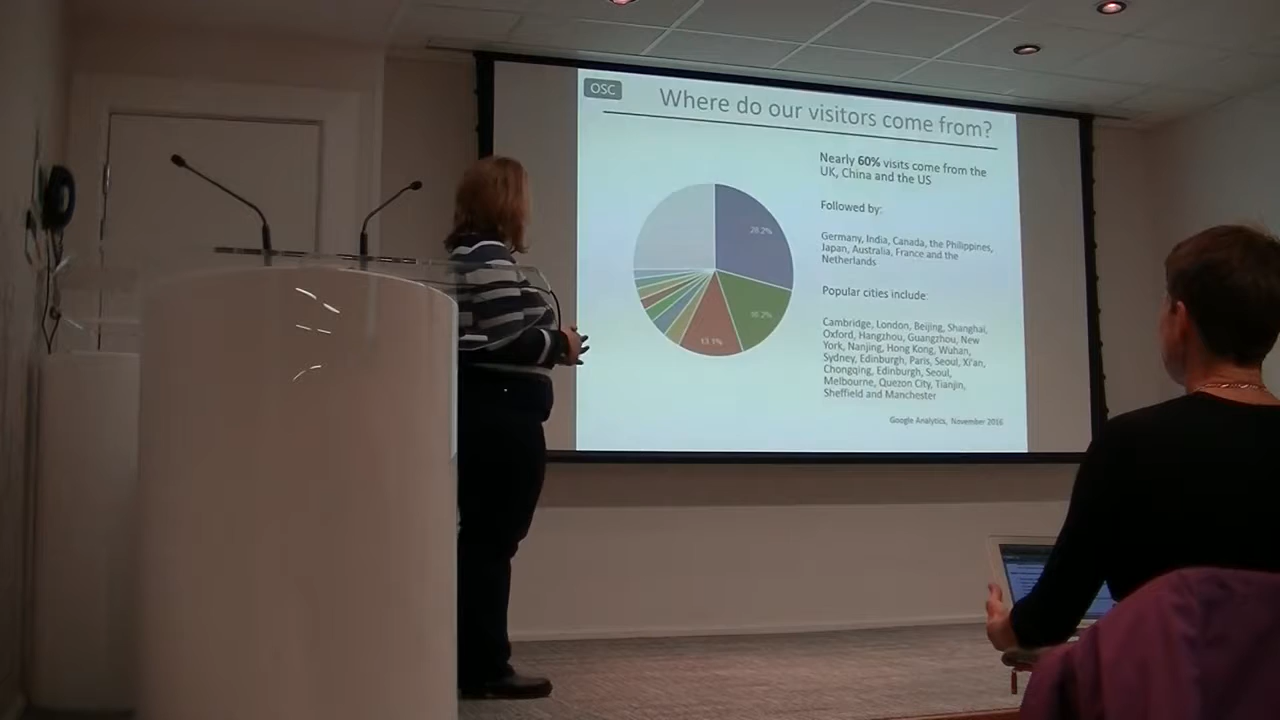 OSC
Where do our visitors come from?
Nearly 60% visits come from the
UK, China and the US
Followed by:
Germany, India, Canada, the Philippines,
Japan, Australia, France and the
Netherlands
Popular cities include:
Cambridge, London, Beijing, Shanghai,
Oxford, Hangzhou, Guangzhou, New
York, Nanjing, Hong Kong, Wuhan,
Sydney, Edinburgh, Paris, Seoul, Xi'an,
Chongqing, Edinburgh, Seoul,
Melbourne, Quezon City, Tianjin,
Sheffield and Manchester
Google Analytics, November 2016
13.1%